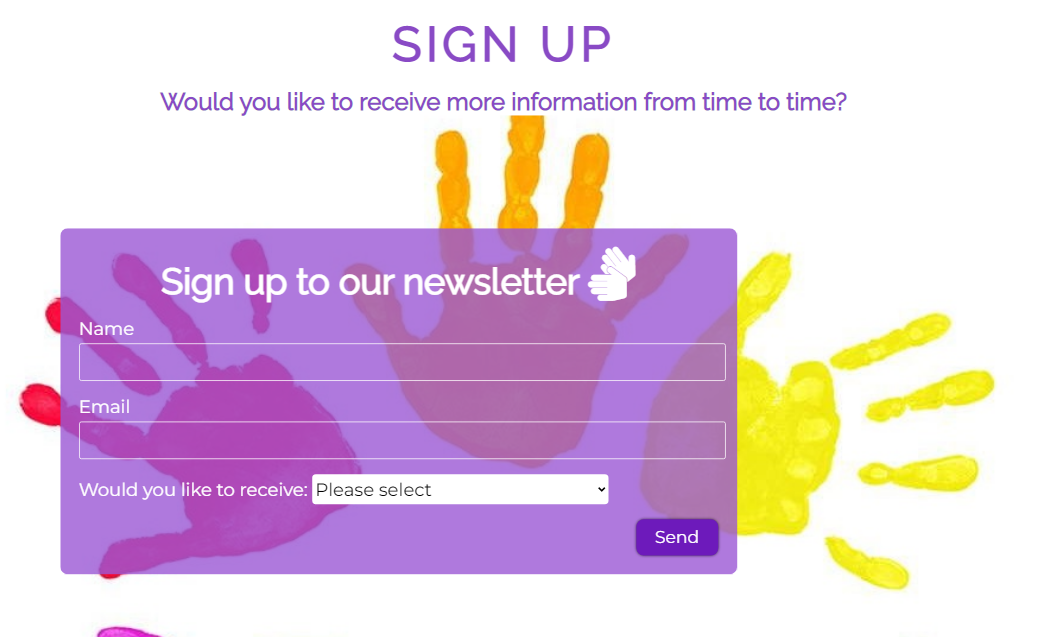 SIGN UP
Would you like to receive more information from time to time?
Sign up to our newsletter
Name
Email
Would you like to receive: Please select
Send